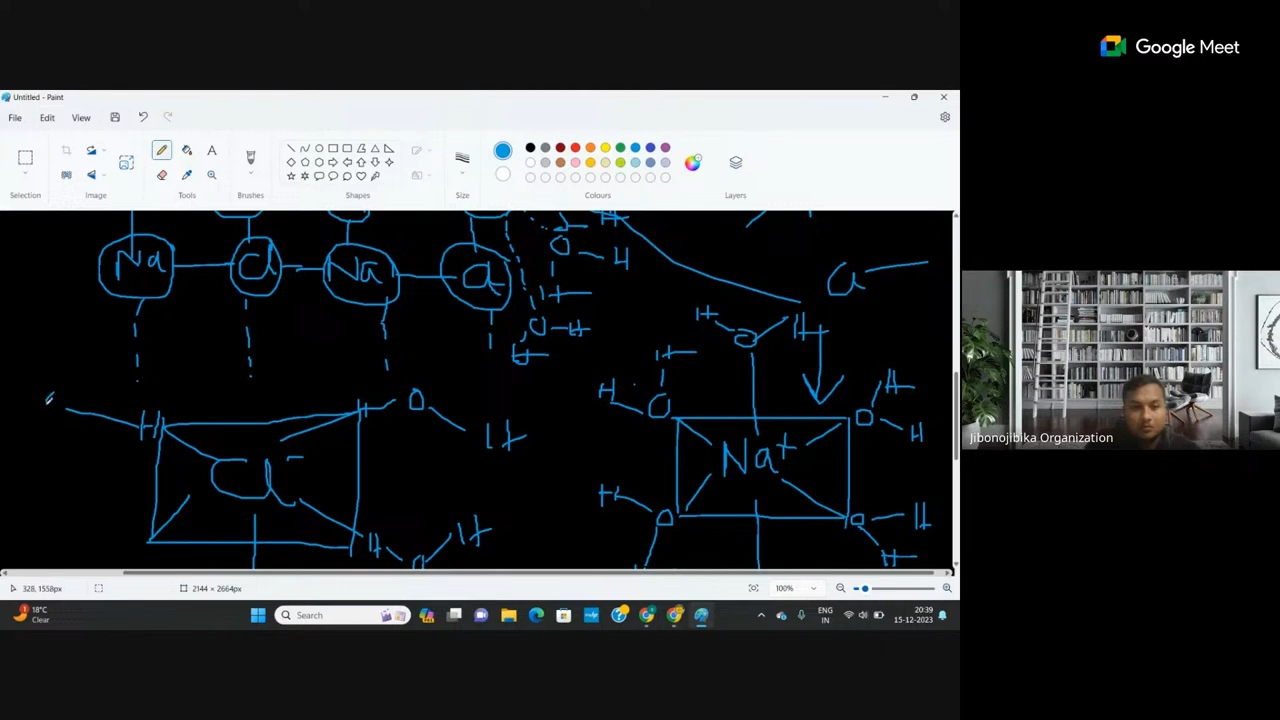 Google Meet
Untitled - Paint
File Edit View
Selection Image Tools Brushes Shapes Size Colours Layers
H
O - H
Na Cl Na Cl
H
O - H
H
Cl
H O H
H
H O
O H
H
H
H O
H
Cl-
Na+
H
O
O H
H
H O H
Jibonojibika Organization
328, 1558px
2144 × 2664px
100%
1
18°C
Clear
Search
ENG
IN
20:39
15-12-2023